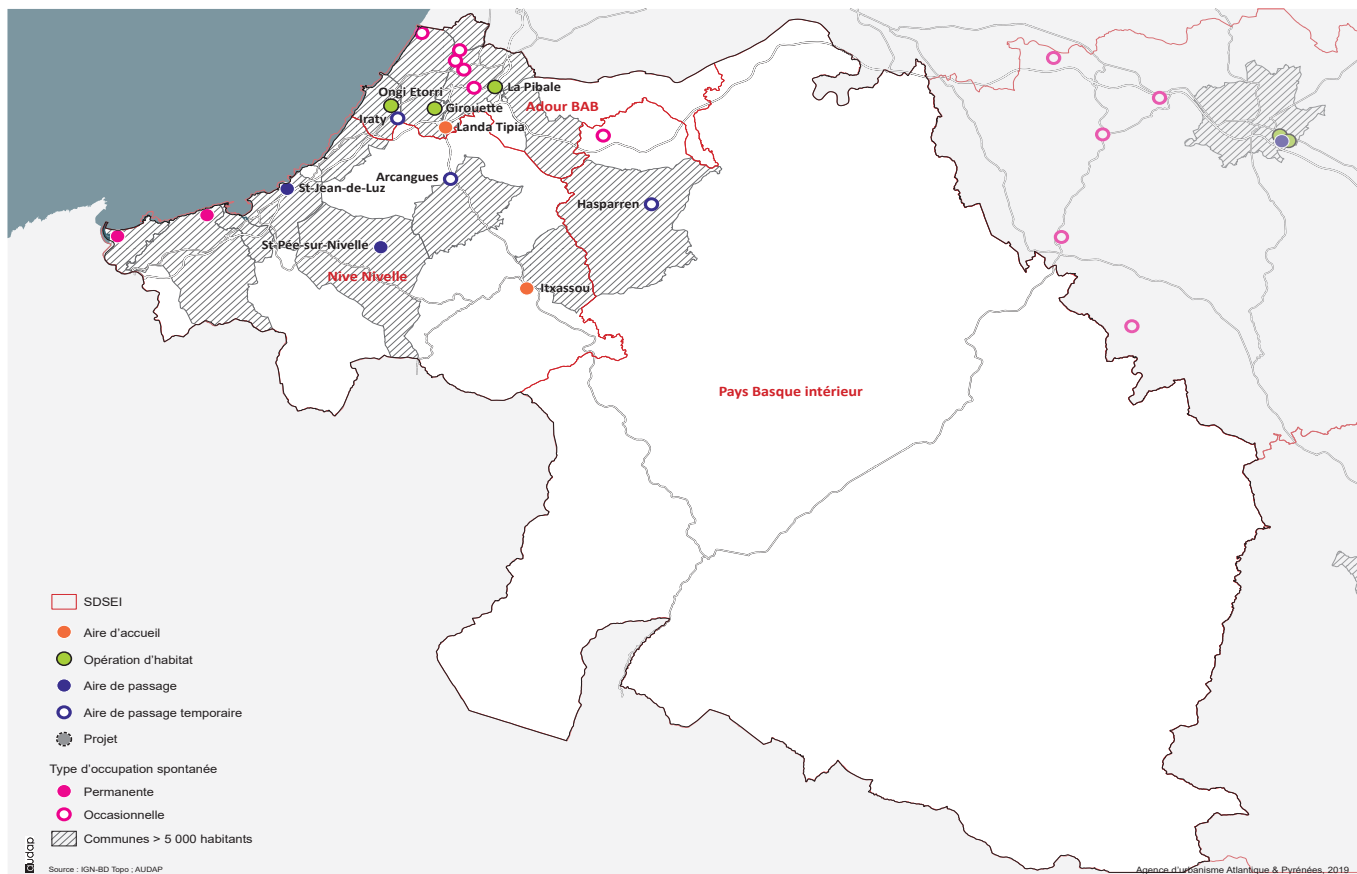 Ongi Etorri
La Pibale
Girouette
Adour BAB
Iraty
Landa Tipia
Arcangues
St-Jean-de-Luz
Hasparren
St-Pée-sur-Nivelle
Nive Nivelle
Itxassou
Pays Basque intérieur
SDSEI
Aire d'accueil
Opération d'habitat
Aire de passage
Aire de passage temporaire
Projet
Type d'occupation spontanée
Permanente
Occasionnelle
Communes > 5 000 habitants
audap
Source : IGN-BD Topo ; AUDAP
Agence d'urbanisme Atlantique & Pyrénées, 2019